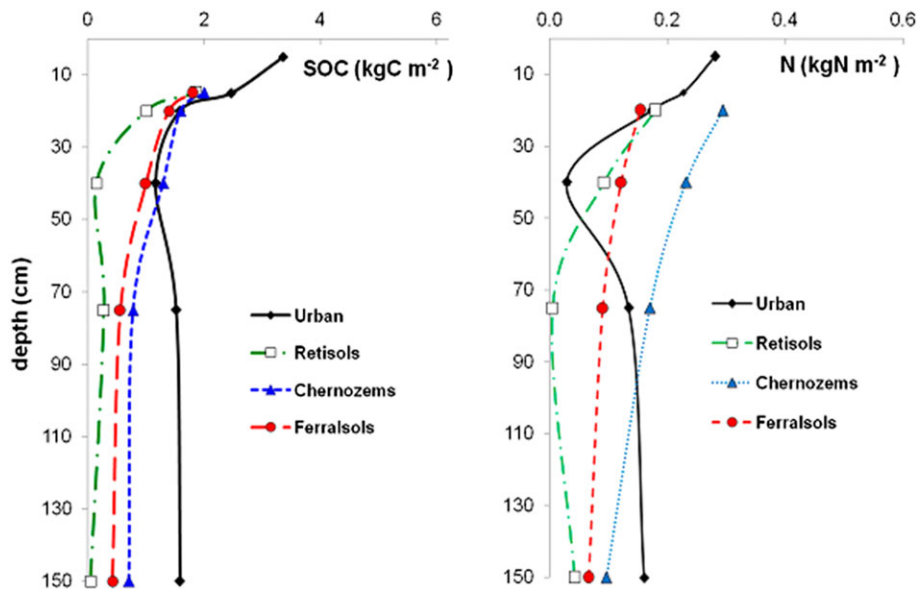 0 2 4 6
SOC (kgC m-2 )
depth (cm)
10
30
50
70
90
110
130
150
Urban
Retisols
Chernozems
Ferralsols
0.0 0.2 0.4 0.6
N (kgN m-2)
10
30
50
70
90
110
130
150
Urban
Retisols
Chernozems
Ferralsols